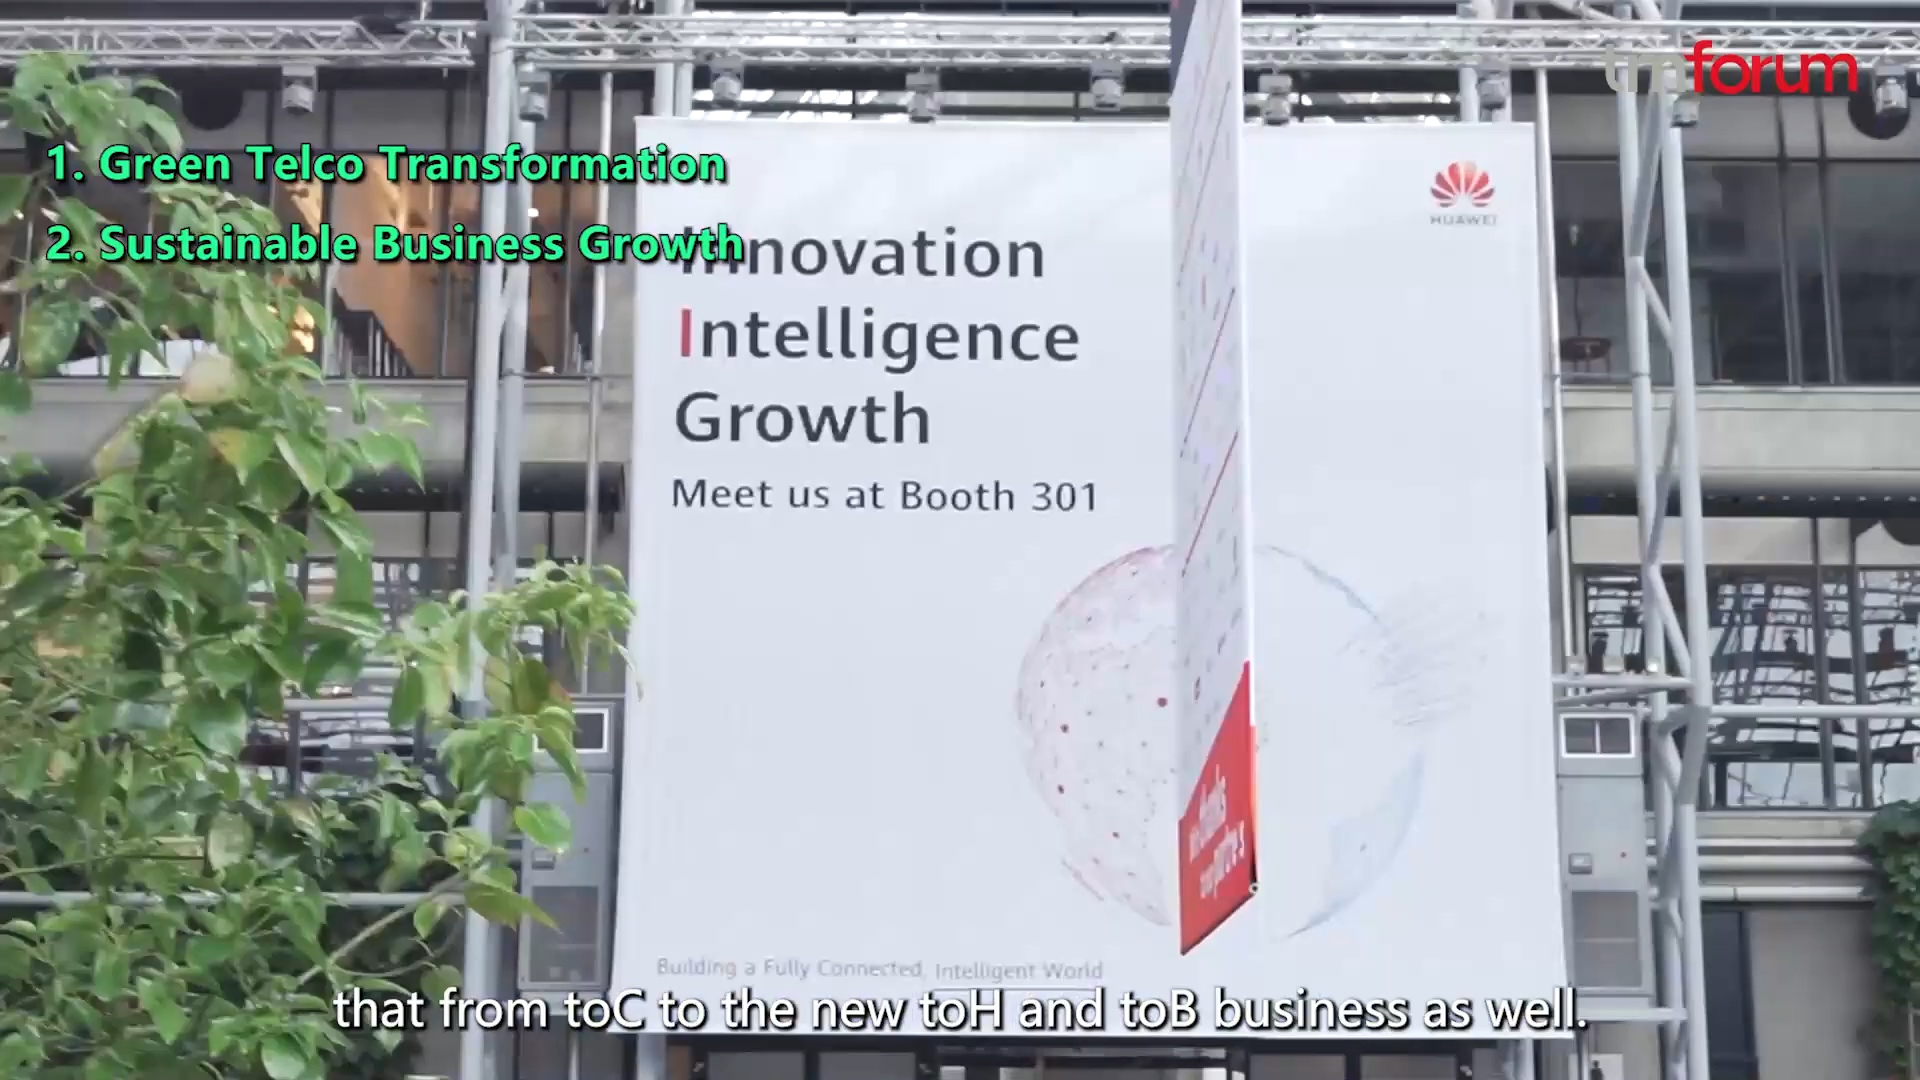 tmforum
1. Green Telco Transformation
2. Sustainable Business Growth
HUAWEI
Innovation
Intelligence
Growth
Meet us at Booth 301
Building a Fully Connected, Intelligent World
that from toC to the new toH and toB business as well.